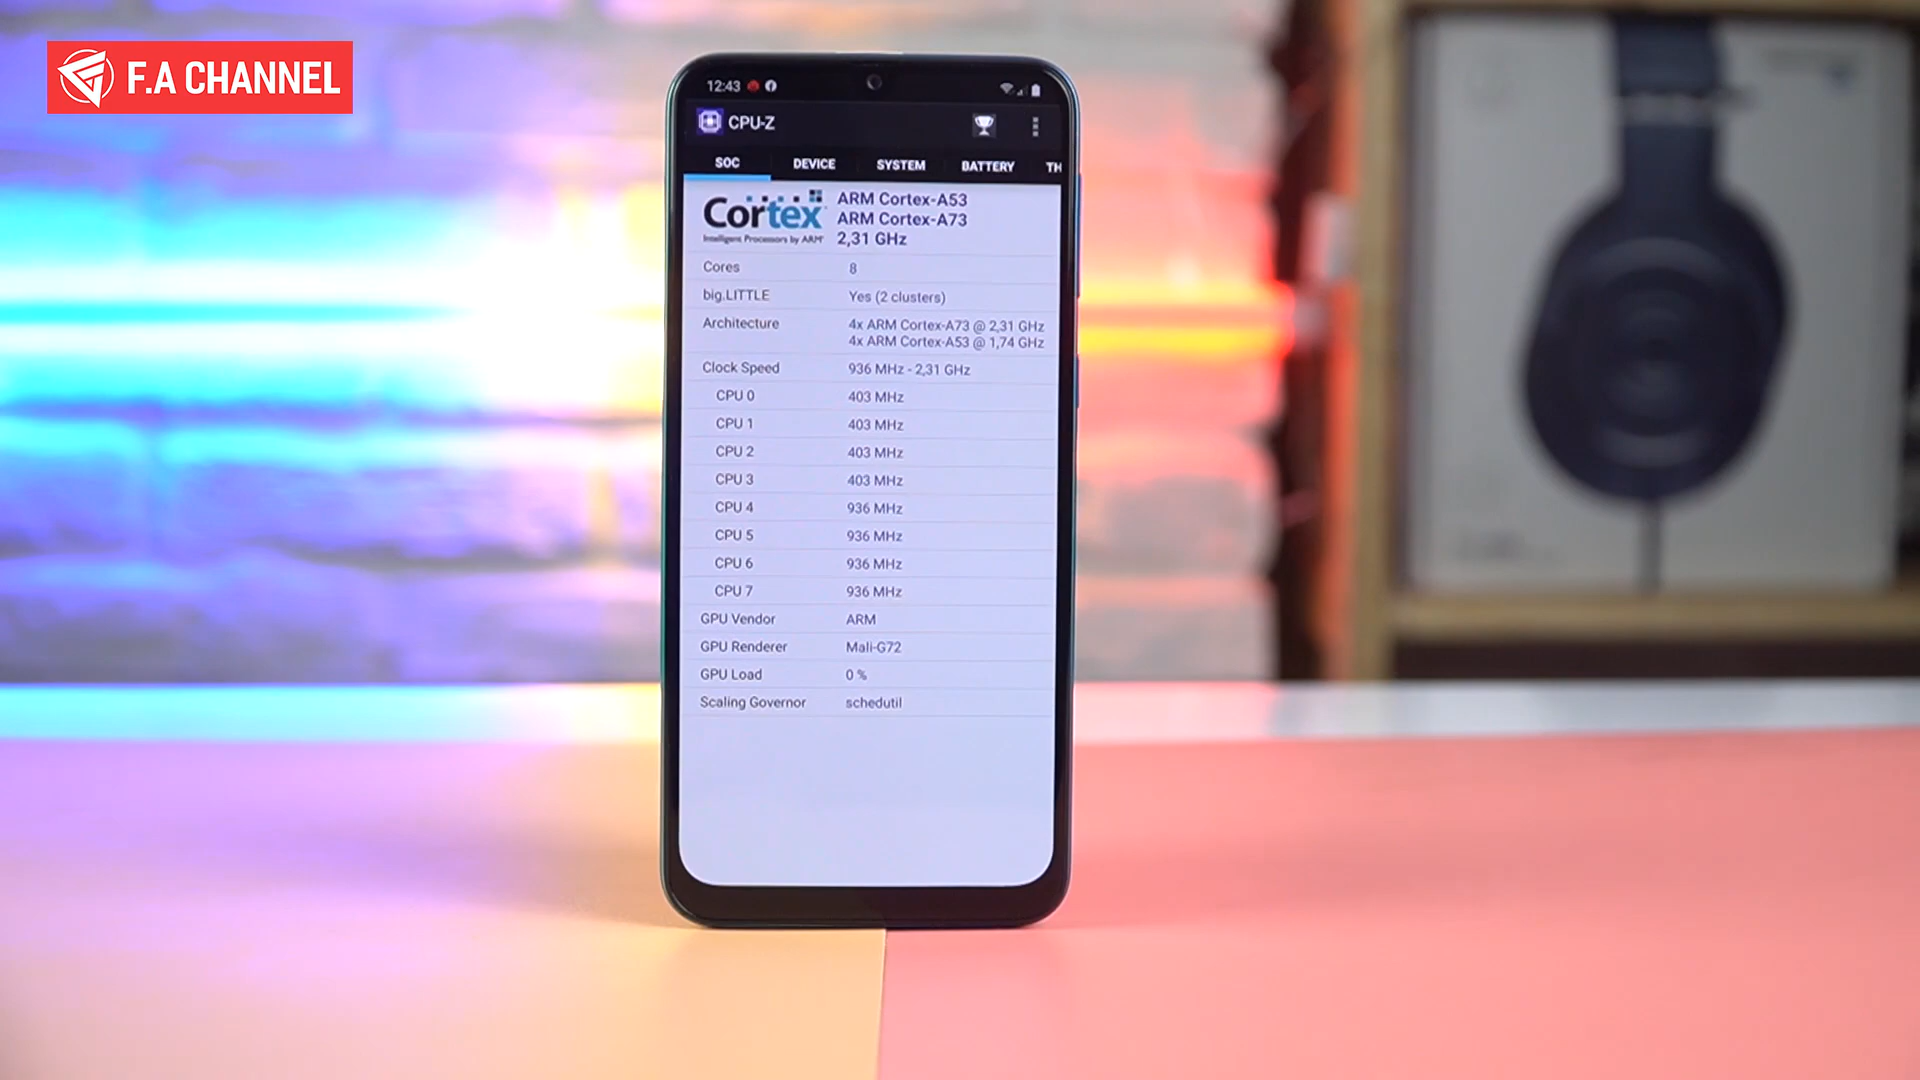 F.A CHANNEL
12:43
CPU-Z
SOC DEVICE SYSTEM BATTERY TH
Cortex
Intelligent Processors by ARM
ARM Cortex-A53
ARM Cortex-A73
2,31 GHz
Cores 8
big.LITTLE Yes (2 clusters)
Architecture 4x ARM Cortex-A73 @ 2,31 GHz
4x ARM Cortex-A53 @ 1,74 GHz
Clock Speed 936 MHz - 2,31 GHz
CPU 0 403 MHz
CPU 1 403 MHz
CPU 2 403 MHz
CPU 3 403 MHz
CPU 4 936 MHz
CPU 5 936 MHz
CPU 6 936 MHz
CPU 7 936 MHz
GPU Vendor ARM
GPU Renderer Mali-G72
GPU Load 0 %
Scaling Governor schedutil